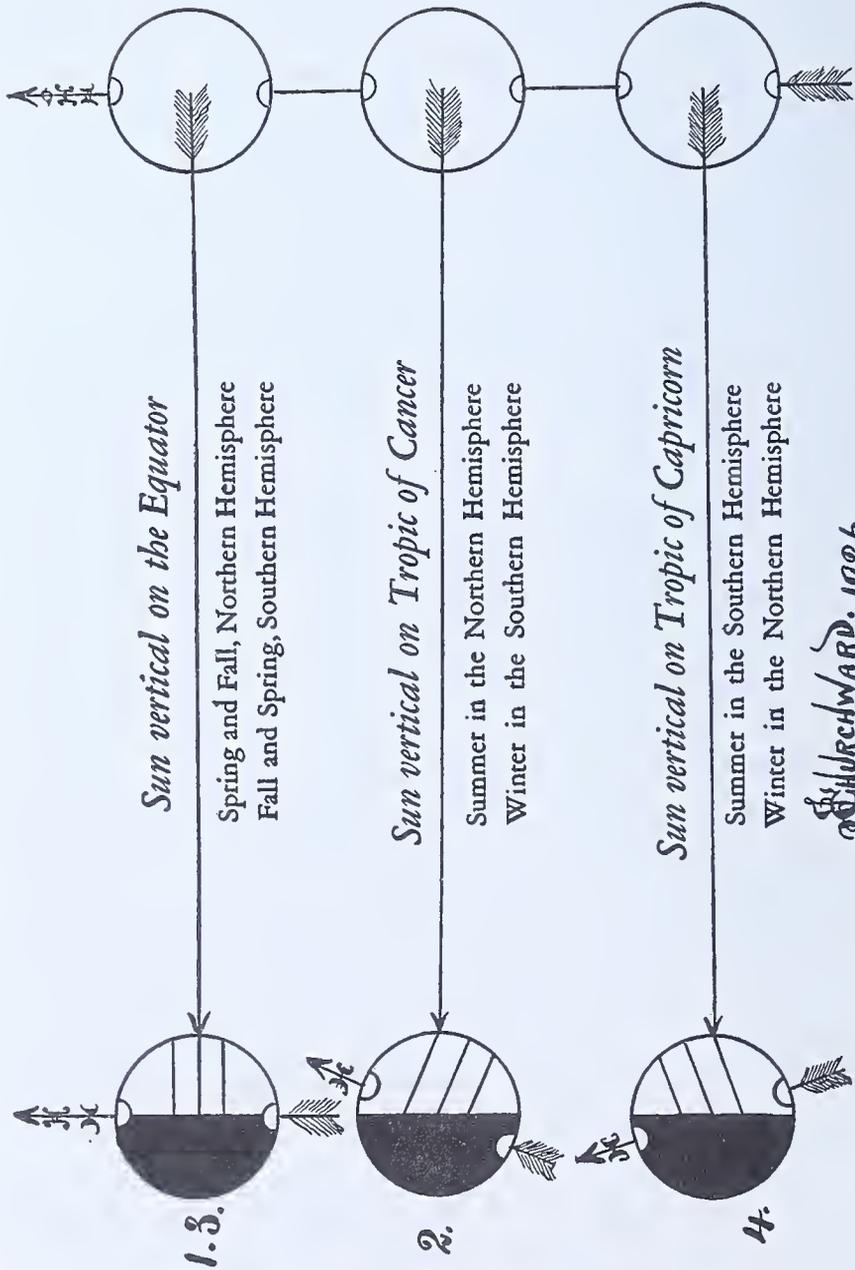 1.3.
Sun vertical on the Equator
Spring and Fall, Northern Hemisphere
Fall and Spring, Southern Hemisphere
2.
Sun vertical on Tropic of Cancer
Summer in the Northern Hemisphere
Winter in the Southern Hemisphere
4.
Sun vertical on Tropic of Capricorn
Summer in the Southern Hemisphere
Winter in the Northern Hemisphere
CHURCHWARD.